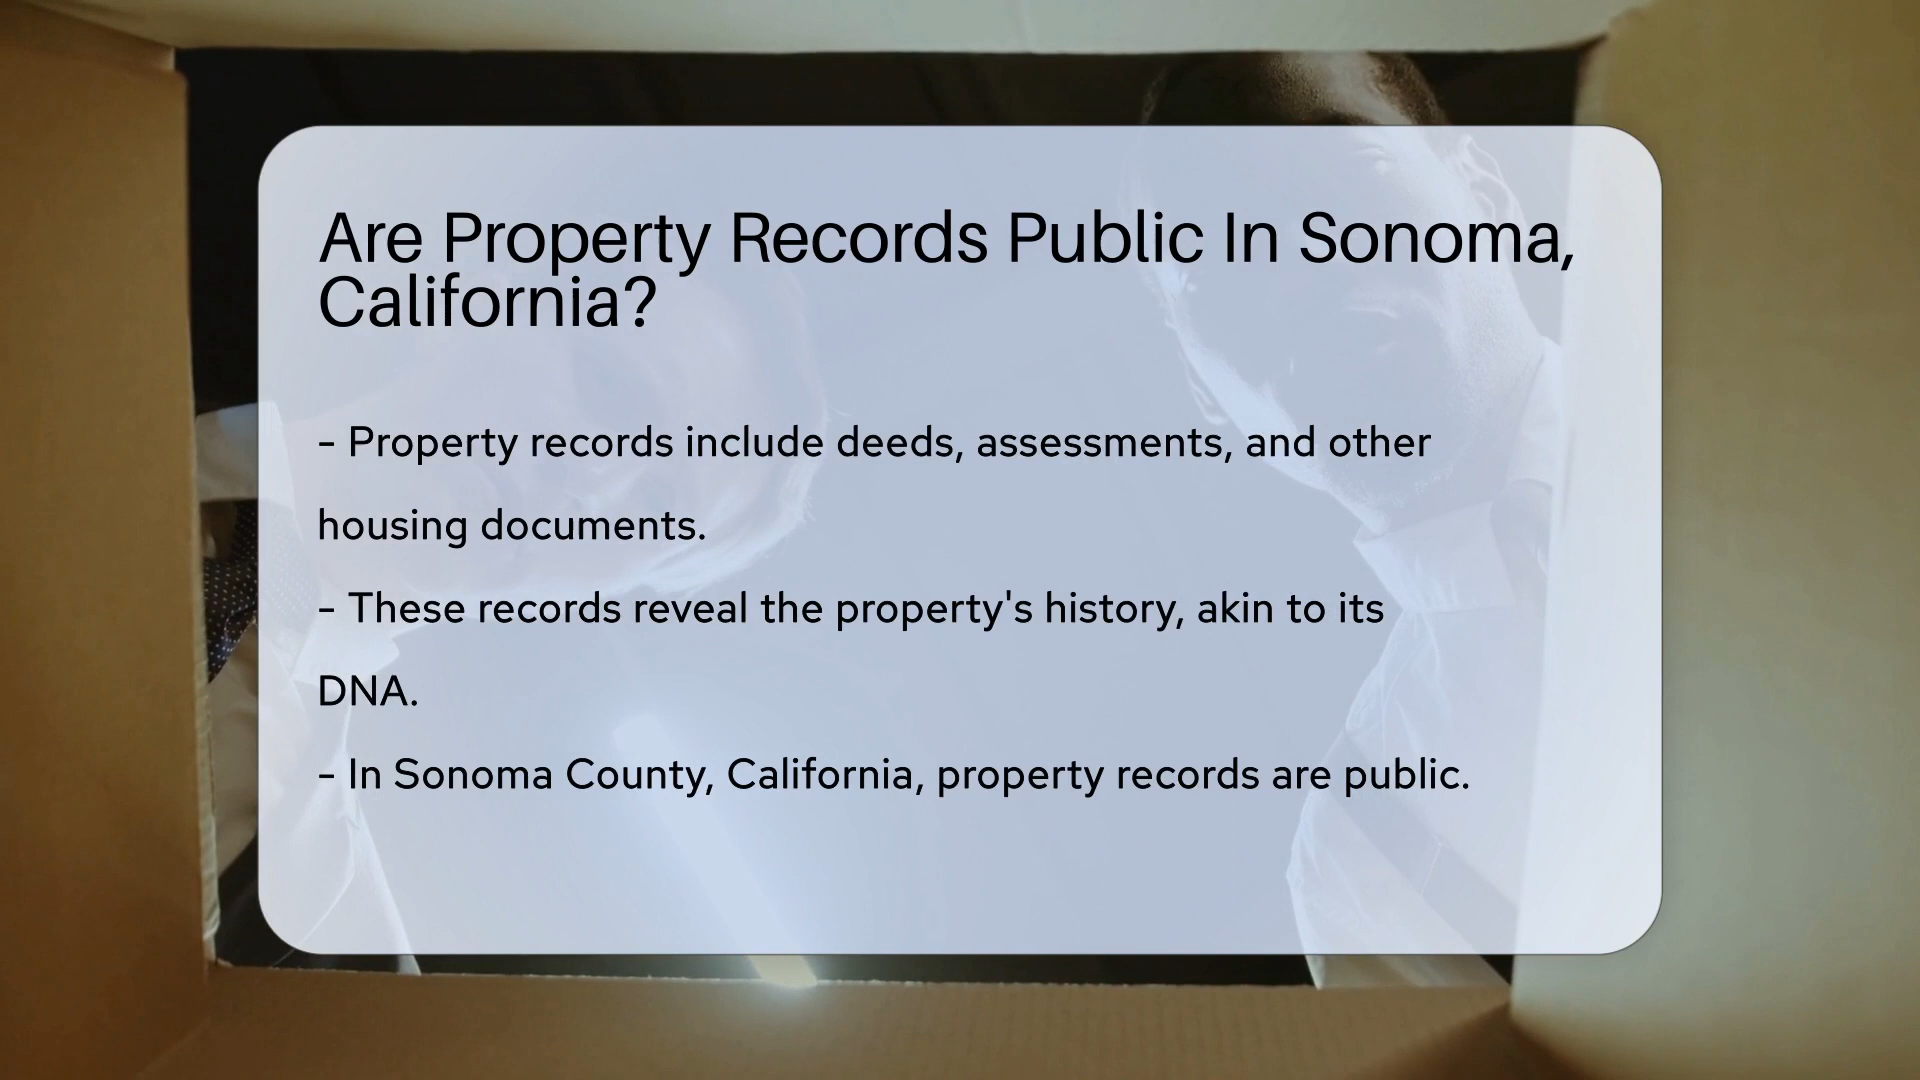 Are Property Records Public In Sonoma,
California?
– Property records include deeds, assessments, and other
housing documents.
– These records reveal the property's history, akin to its
DNA.
– In Sonoma County, California, property records are public.